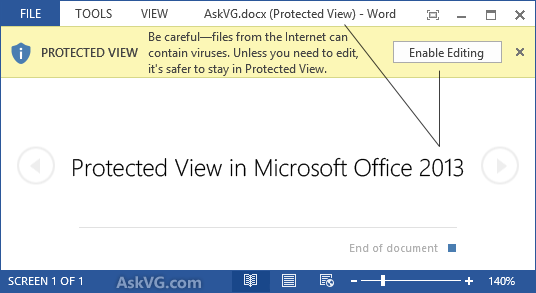 FILE TOOLS VIEW AskVG.docx (Protected View) - Word
PROTECTED VIEW
Be careful—files from the Internet can
contain viruses. Unless you need to edit,
it's safer to stay in Protected View.
Enable Editing
Protected View in Microsoft Office 2013
End of document
SCREEN 1 OF 1 AskVG.com 140%